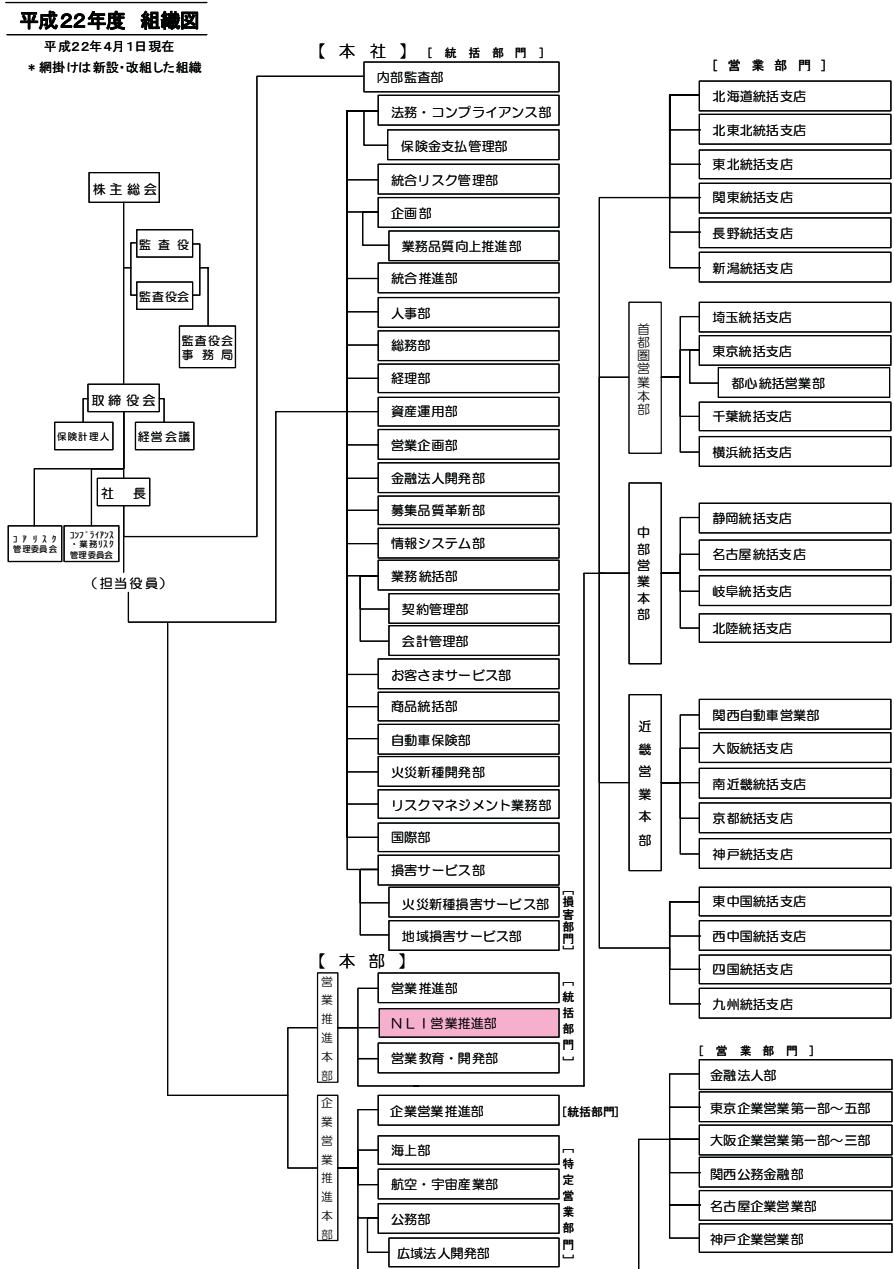 平成22年度 組織図
平成22年4月1日現在
*網掛けは新設・改組した組織
株主総会
監査役
監査役会
監査役会
事務局
取締役会
保険計理人
経営会議
社長
コアリスク
管理委員会
コンプライアンス
・業務リスク
管理委員会
(担当役員)
【本社】[統括部門]
内部監査部
法務・コンプライアンス部
保険金支払管理部
統合リスク管理部
企画部
業務品質向上推進部
統合推進部
人事部
総務部
経理部
資産運用部
営業企画部
金融法人開発部
募集品質革新部
情報システム部
業務統括部
契約管理部
会計管理部
お客さまサービス部
商品統括部
自動車保険部
火災新種開発部
リスクマネジメント業務部
国際部
損害サービス部
火災新種損害サービス部
地域損害サービス部
[損害部門]
【本部】
営業推進本部
営業推進部
NLI営業推進部
営業教育・開発部
[統括部門]
企業営業推進本部
企業営業推進部
[統括部門]
海上部
航空・宇宙産業部
公務部
広域法人開発部
[特定営業部門]
[営業部門]
北海道統括支店
北東北統括支店
東北統括支店
関東統括支店
長野統括支店
新潟統括支店
首都圏営業本部
埼玉統括支店
東京統括支店
都心統括営業部
千葉統括支店
横浜統括支店
中部営業本部
静岡統括支店
名古屋統括支店
岐阜統括支店
北陸統括支店
近畿営業本部
関西自動車営業部
大阪統括支店
南近畿統括支店
京都統括支店
神戸統括支店
東中国統括支店
西中国統括支店
四国統括支店
九州統括支店
[営業部門]
金融法人部
東京企業営業第一部～五部
大阪企業営業第一部～三部
関西公務金融部
名古屋企業営業部
神戸企業営業部